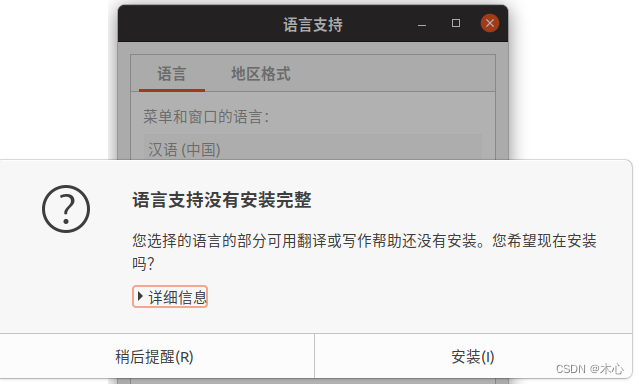 语言支持
语言 地区格式
菜单和窗口的语言：
汉语 (中国)
语言支持没有安装完整
您选择的语言的部分可用翻译或写作帮助还没有安装。您希望现在安装
吗？
详细信息
稍后提醒(R) 安装(I)
CSDN @木心